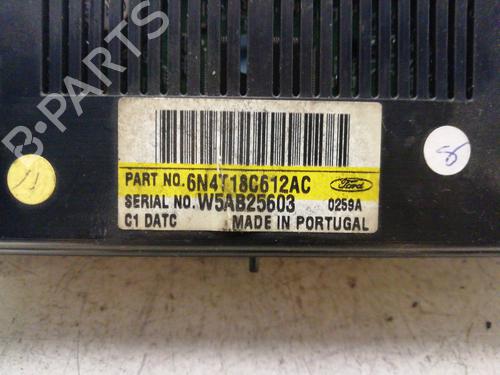 B-PARTS
PART NO. 6N4T18C612AC
Ford
SERIAL NO. W5AB25603 0259A
C1 DATC MADE IN PORTUGAL